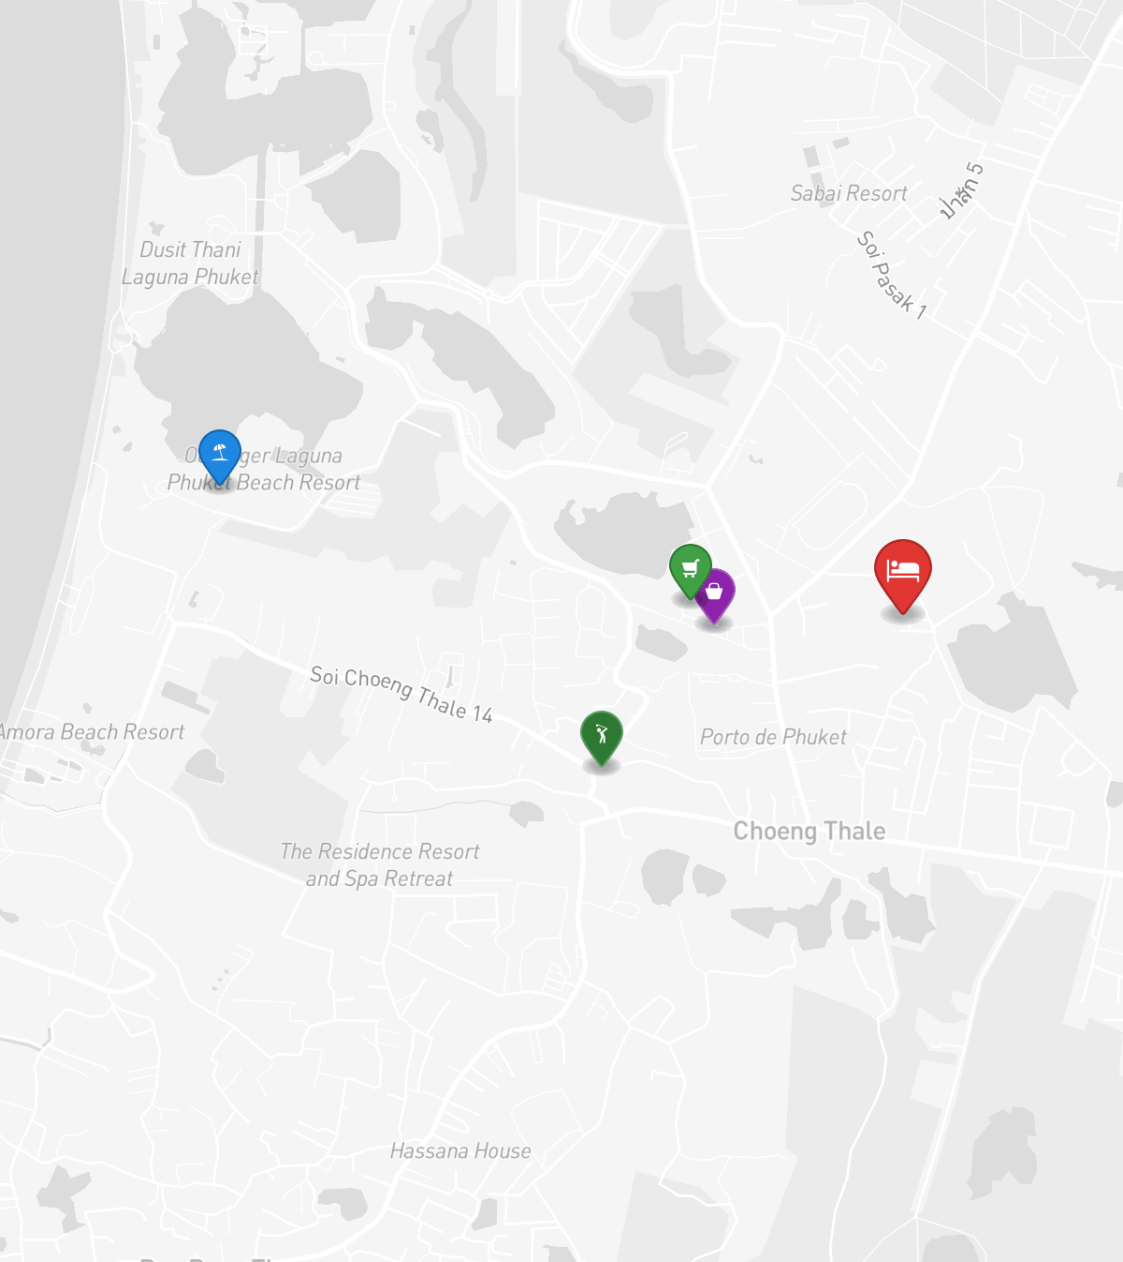 Sabai Resort
ป่าสัก 5
Dusit Thani
Laguna Phuket
Soi Pasak 1
Laguna
Phuket Beach Resort
Soi Choeng Thale 14
Amora Beach Resort
Porto de Phuket
Choeng Thale
The Residence Resort
and Spa Retreat
Hassana House